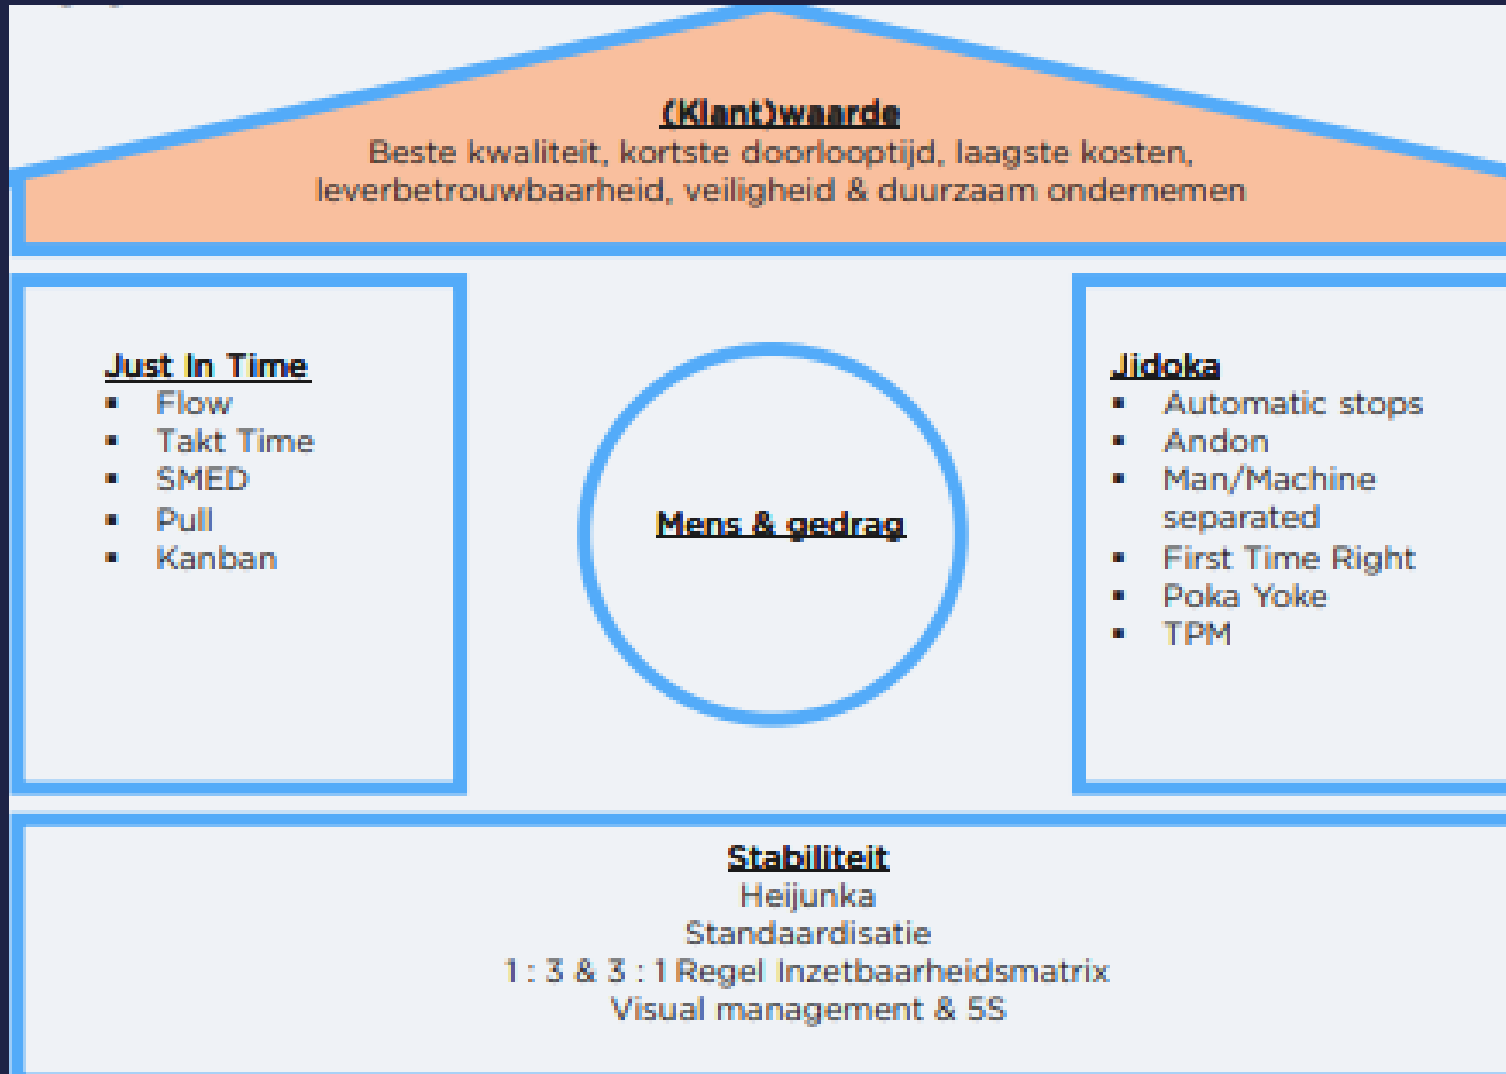 (Klant)waarde
Beste kwaliteit, kortste doorlooptijd, laagste kosten,
leverbetrouwbaarheid, veiligheid & duurzaam ondernemen
Just In Time
▪ Flow
▪ Takt Time
▪ SMED
▪ Pull
▪ Kanban
Mens & gedrag
Jidoka
▪ Automatic stops
▪ Andon
▪ Man/Machine
separated
▪ First Time Right
▪ Poka Yoke
▪ TPM
Stabiliteit
Heijunka
Standaardisatie
1 : 3 & 3 : 1 Regel Inzetbaarheidsmatrix
Visual management & 5S